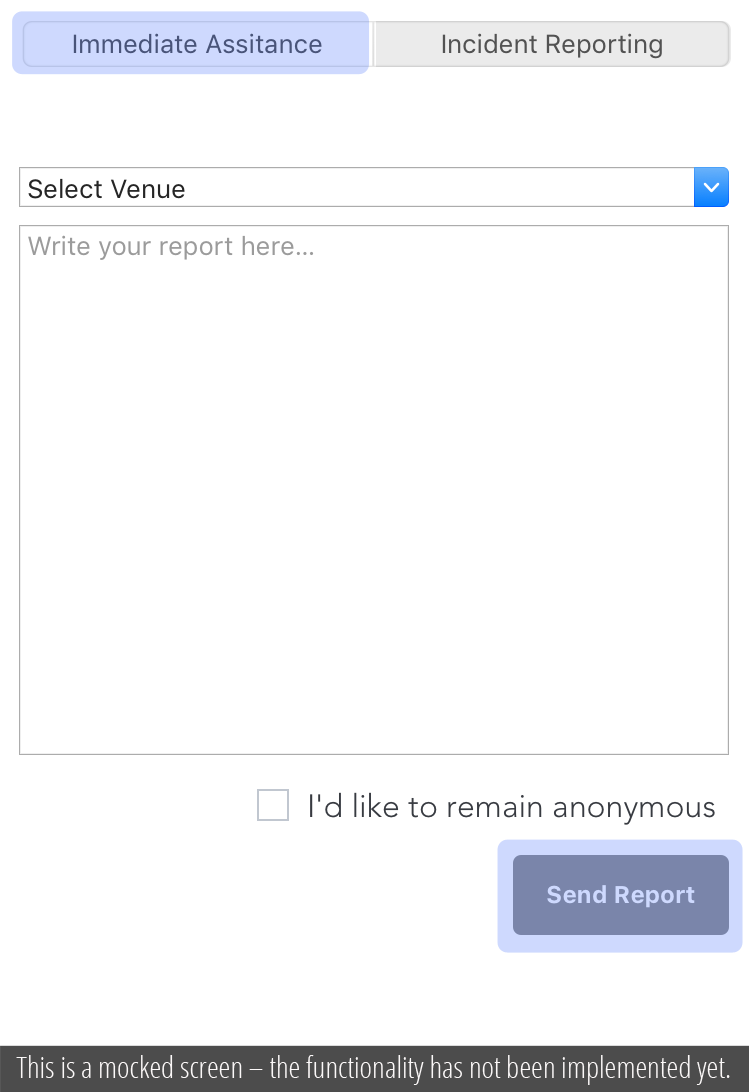 Immediate Assitance
Incident Reporting
Select Venue
Write your report here...
I'd like to remain anonymous
Send Report
This is a mocked screen – the functionality has not been implemented yet.